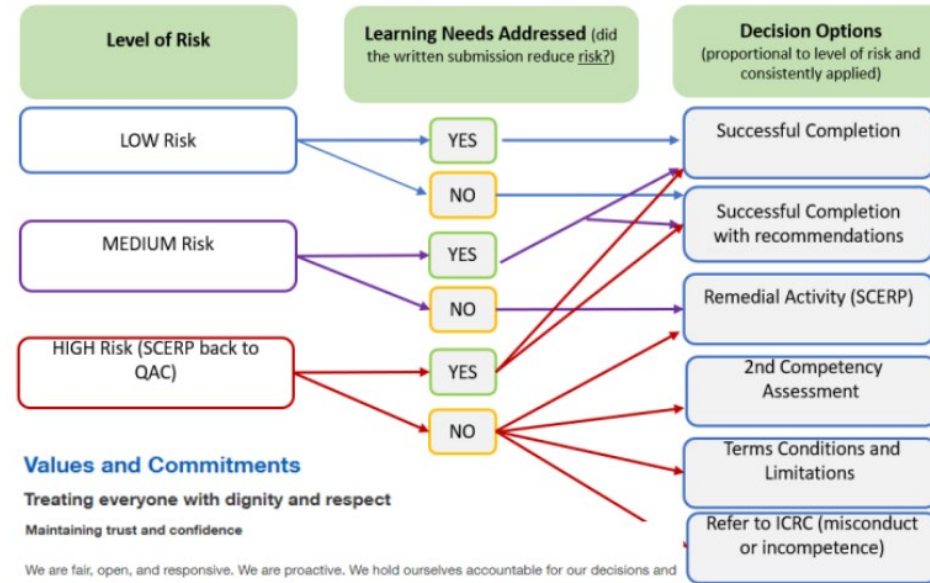 Level of Risk
Learning Needs Addressed (did
the written submission reduce risk?)
Decision Options
(proportional to level of risk and
consistently applied)
LOW Risk
YES
Successful Completion
NO
Successful Completion
with recommendations
MEDIUM Risk
YES
NO
Remedial Activity (SCERP)
HIGH Risk (SCERP back to
QAC)
YES
2nd Competency
Assessment
NO
Terms Conditions and
Limitations
Refer to ICRC (misconduct
or incompetence)
Values and Commitments
Treating everyone with dignity and respect
Maintaining trust and confidence
We are fair, open, and responsive. We are proactive. We hold ourselves accountable for our decisions and